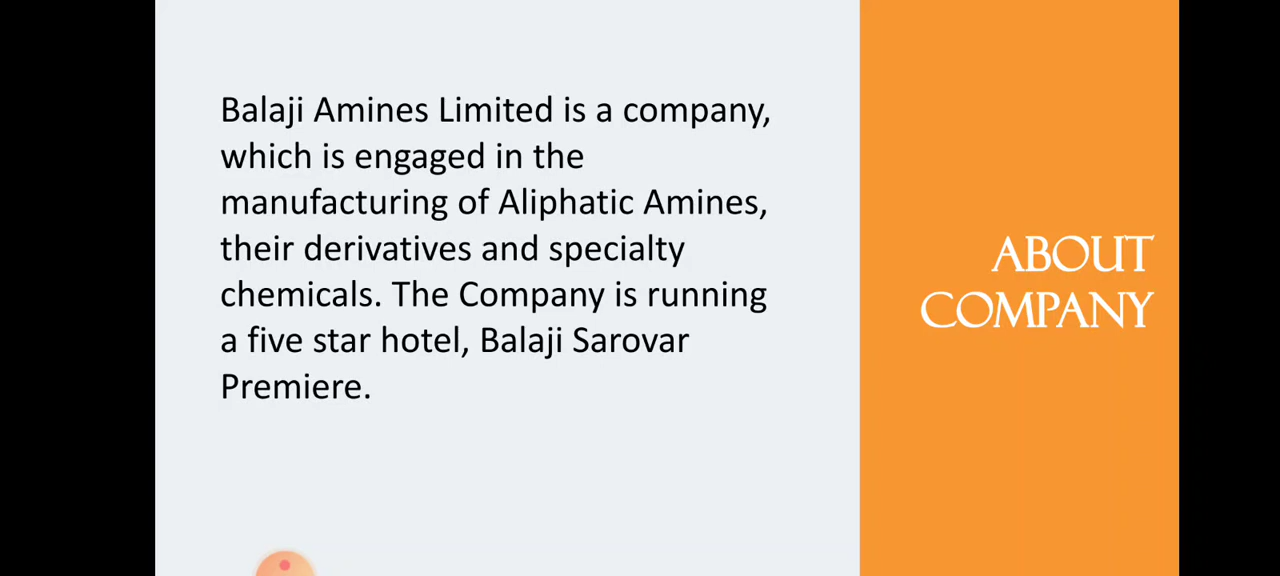 Balaji Amines Limited is a company,
which is engaged in the
manufacturing of Aliphatic Amines,
their derivatives and specialty
chemicals. The Company is running
a five star hotel, Balaji Sarovar
Premiere.
ABOUT
COMPANY